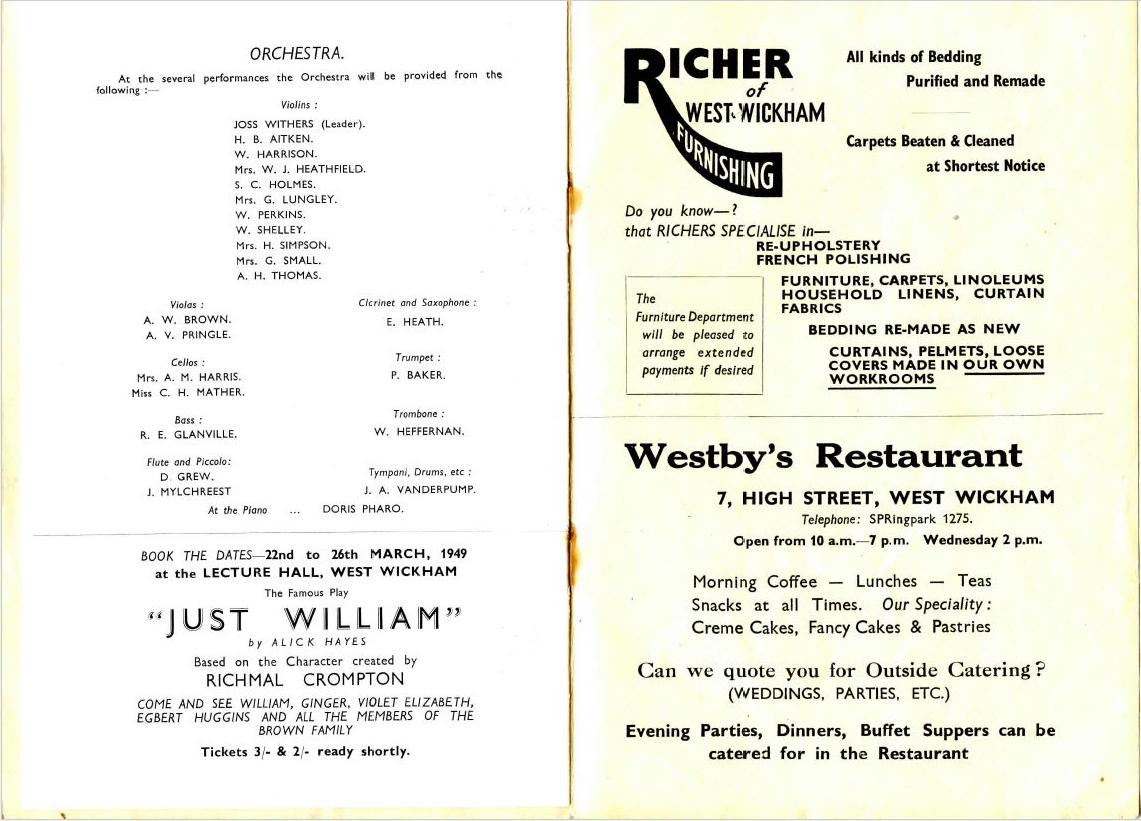 ORCHESTRA.
At the several performances the Orchestra will be provided from the
following :—
Violins :
JOSS WITHERS (Leader).
H. B. AITKEN.
W. HARRISON.
Mrs. W. J. HEATHFIELD.
S. C. HOLMES.
Mrs. G. LUNGLEY.
W. PERKINS.
W. SHELLEY.
Mrs. H. SIMPSON.
Mrs. G. SMALL.
A. H. THOMAS.
Violas :
A. W. BROWN.
A. V. PRINGLE.
Cellos :
Mrs. A. M. HARRIS.
Miss C. H. MATHER.
Bass :
R. E. GLANVILLE.
Flute and Piccolo:
D. GREW.
J. MYLCHREEST
Clarinet and Saxophone :
E. HEATH.
Trumpet :
P. BAKER.
Trombone :
W. HEFFERNAN.
Tympani, Drums, etc :
J. A. VANDERPUMP.
At the Piano ... DORIS PHARO.
BOOK THE DATES—22nd to 26th MARCH, 1949
at the LECTURE HALL, WEST WICKHAM
The Famous Play
"JUST WILLIAM"
by ALICK HAYES
Based on the Character created by
RICHMAL CROMPTON
COME AND SEE WILLIAM, GINGER, VIOLET ELIZABETH,
EGBERT HUGGINS AND ALL THE MEMBERS OF THE
BROWN FAMILY
Tickets 3/- & 2/- ready shortly.
RICHER
of
WEST WICKHAM
FURNISHING
All kinds of Bedding
Purified and Remade
Carpets Beaten & Cleaned
at Shortest Notice
Do you know—?
that RICHERS SPECIALISE in—
RE-UPHOLSTERY
FRENCH POLISHING
FURNITURE, CARPETS, LINOLEUMS
HOUSEHOLD LINENS, CURTAIN
FABRICS
BEDDING RE-MADE AS NEW
CURTAINS, PELMETS, LOOSE
COVERS MADE IN OUR OWN
WORKROOMS
The
Furniture Department
will be pleased to
arrange extended
payments if desired
Westby's Restaurant
7, HIGH STREET, WEST WICKHAM
Telephone: SPRingpark 1275.
Open from 10 a.m.—7 p.m. Wednesday 2 p.m.
Morning Coffee — Lunches — Teas
Snacks at all Times. Our Speciality :
Creme Cakes, Fancy Cakes & Pastries
Can we quote you for Outside Catering ?
(WEDDINGS, PARTIES, ETC.)
Evening Parties, Dinners, Buffet Suppers can be
catered for in the Restaurant